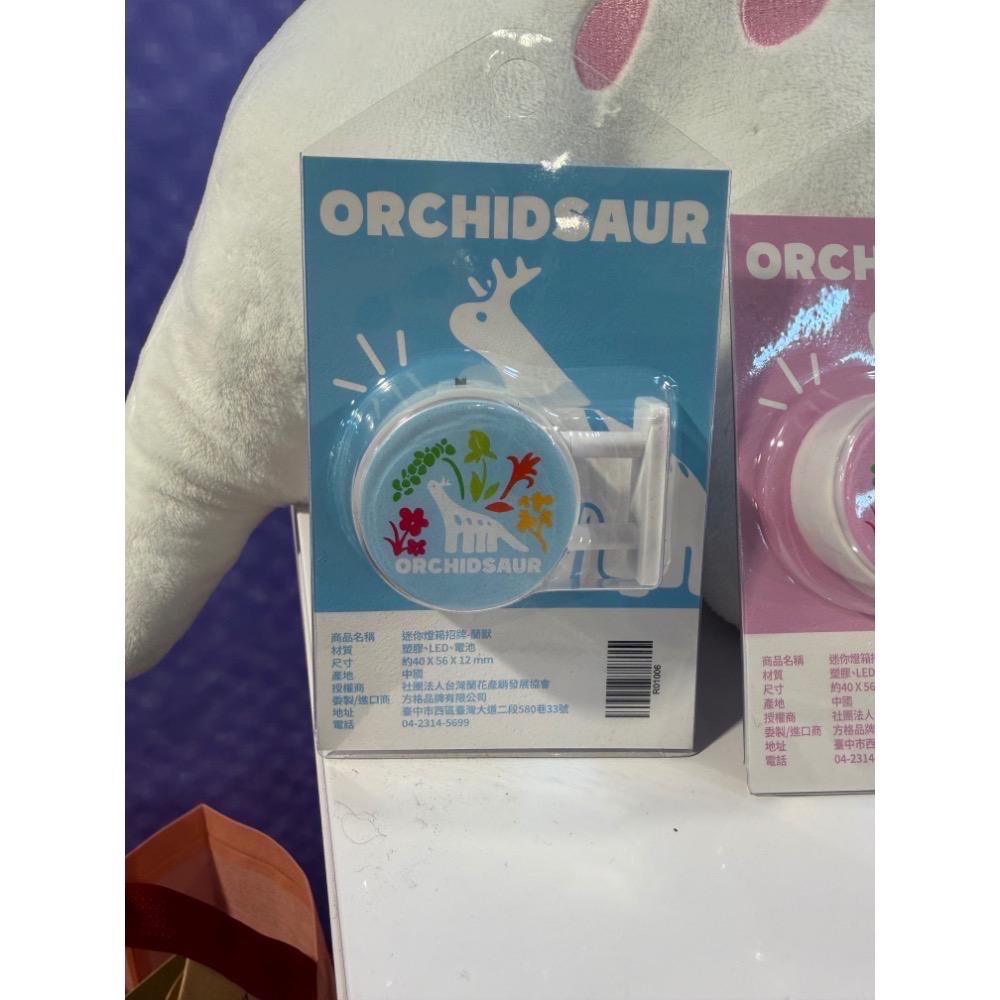 ORCHIDSAUR
ORCHIDSAUR
商品名稱 迷你燈箱招牌-蘭獸
材質 塑膠、LED、電池
尺寸 約40 X 56 X 12 mm
產地 中國
授權商 社團法人台灣蘭花產銷發展協會
委製/進口商 方格品牌有限公司
地址 臺中市西區臺灣大道二段580巷33號
電話 04-2314-5699
R01006
ORCH
商品名稱 迷你燈箱招
材質 塑膠、LED
尺寸 約40 X 56
產地 中國
授權商 社團法人
委製/進口商 方格品牌
地址 臺中市西
電話 04-2314